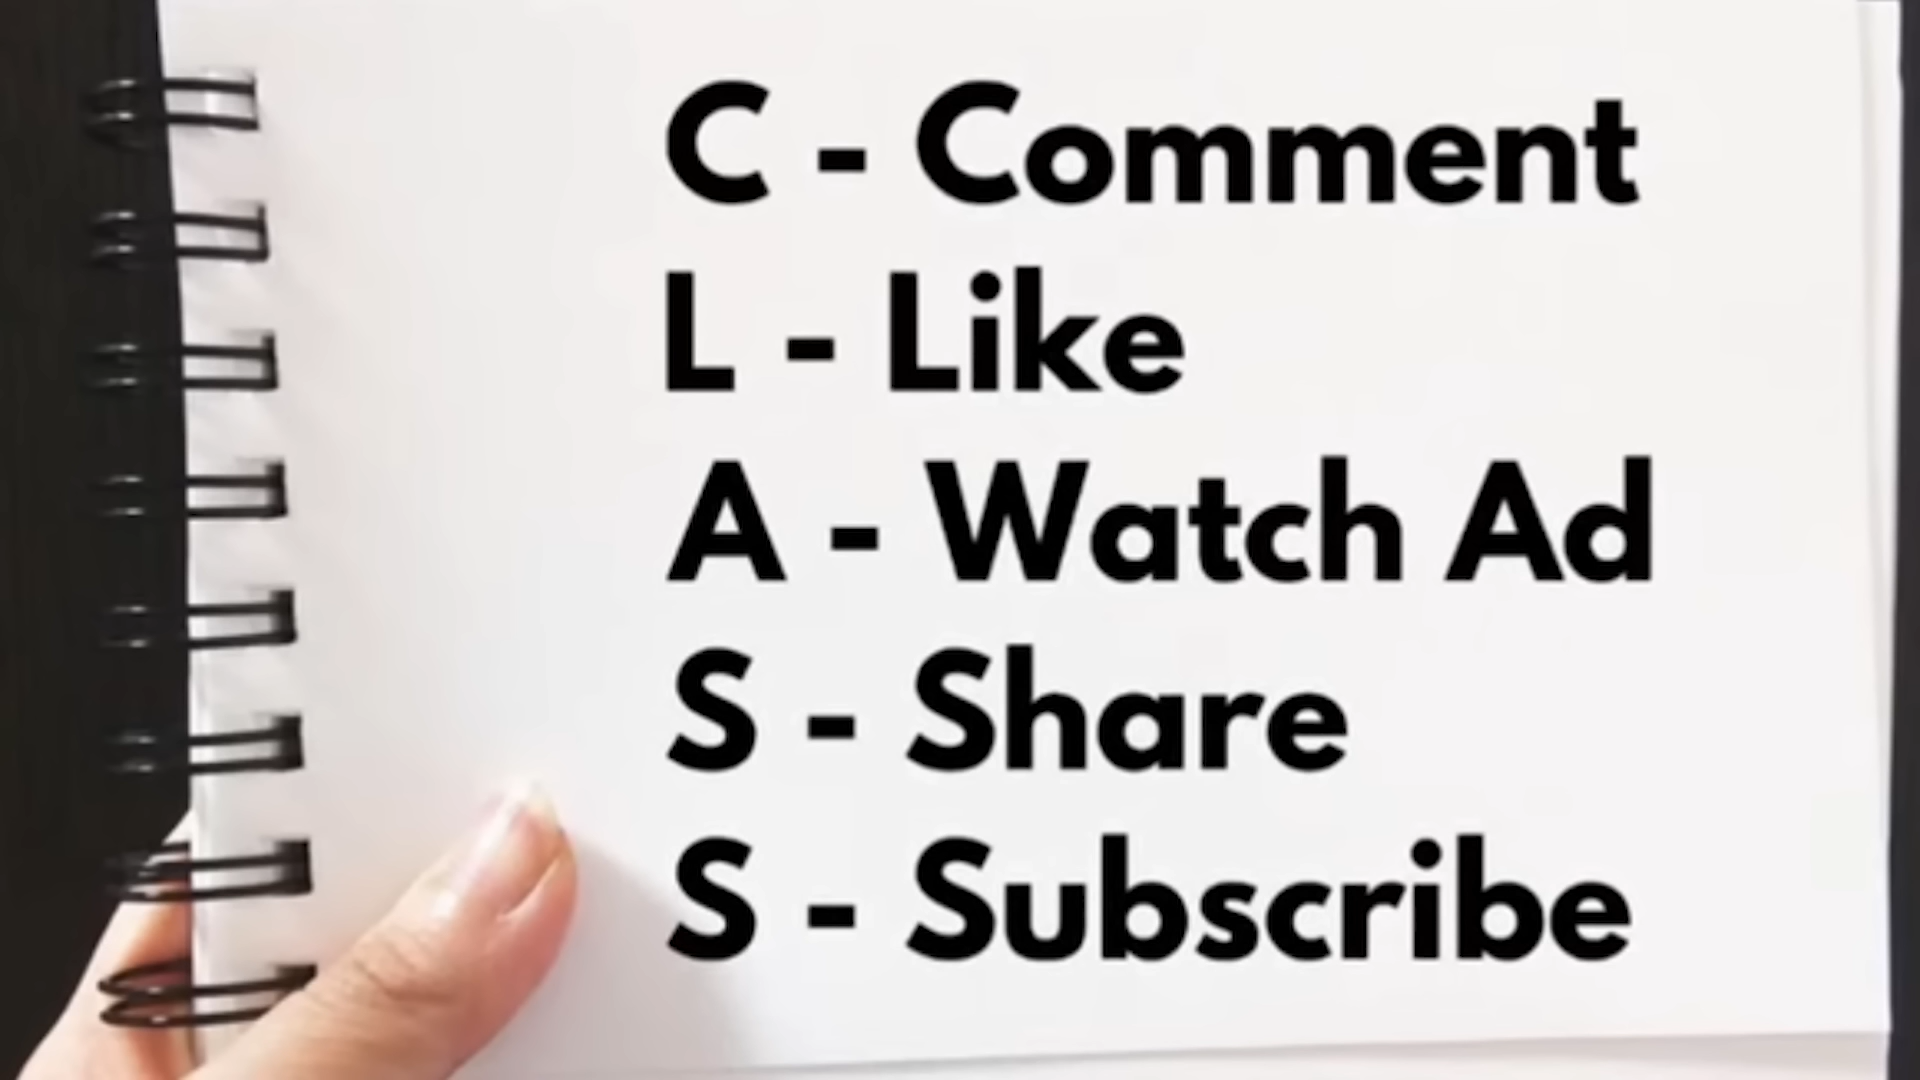 C - Comment
L - Like
A - Watch Ad
S - Share
S - Subscribe